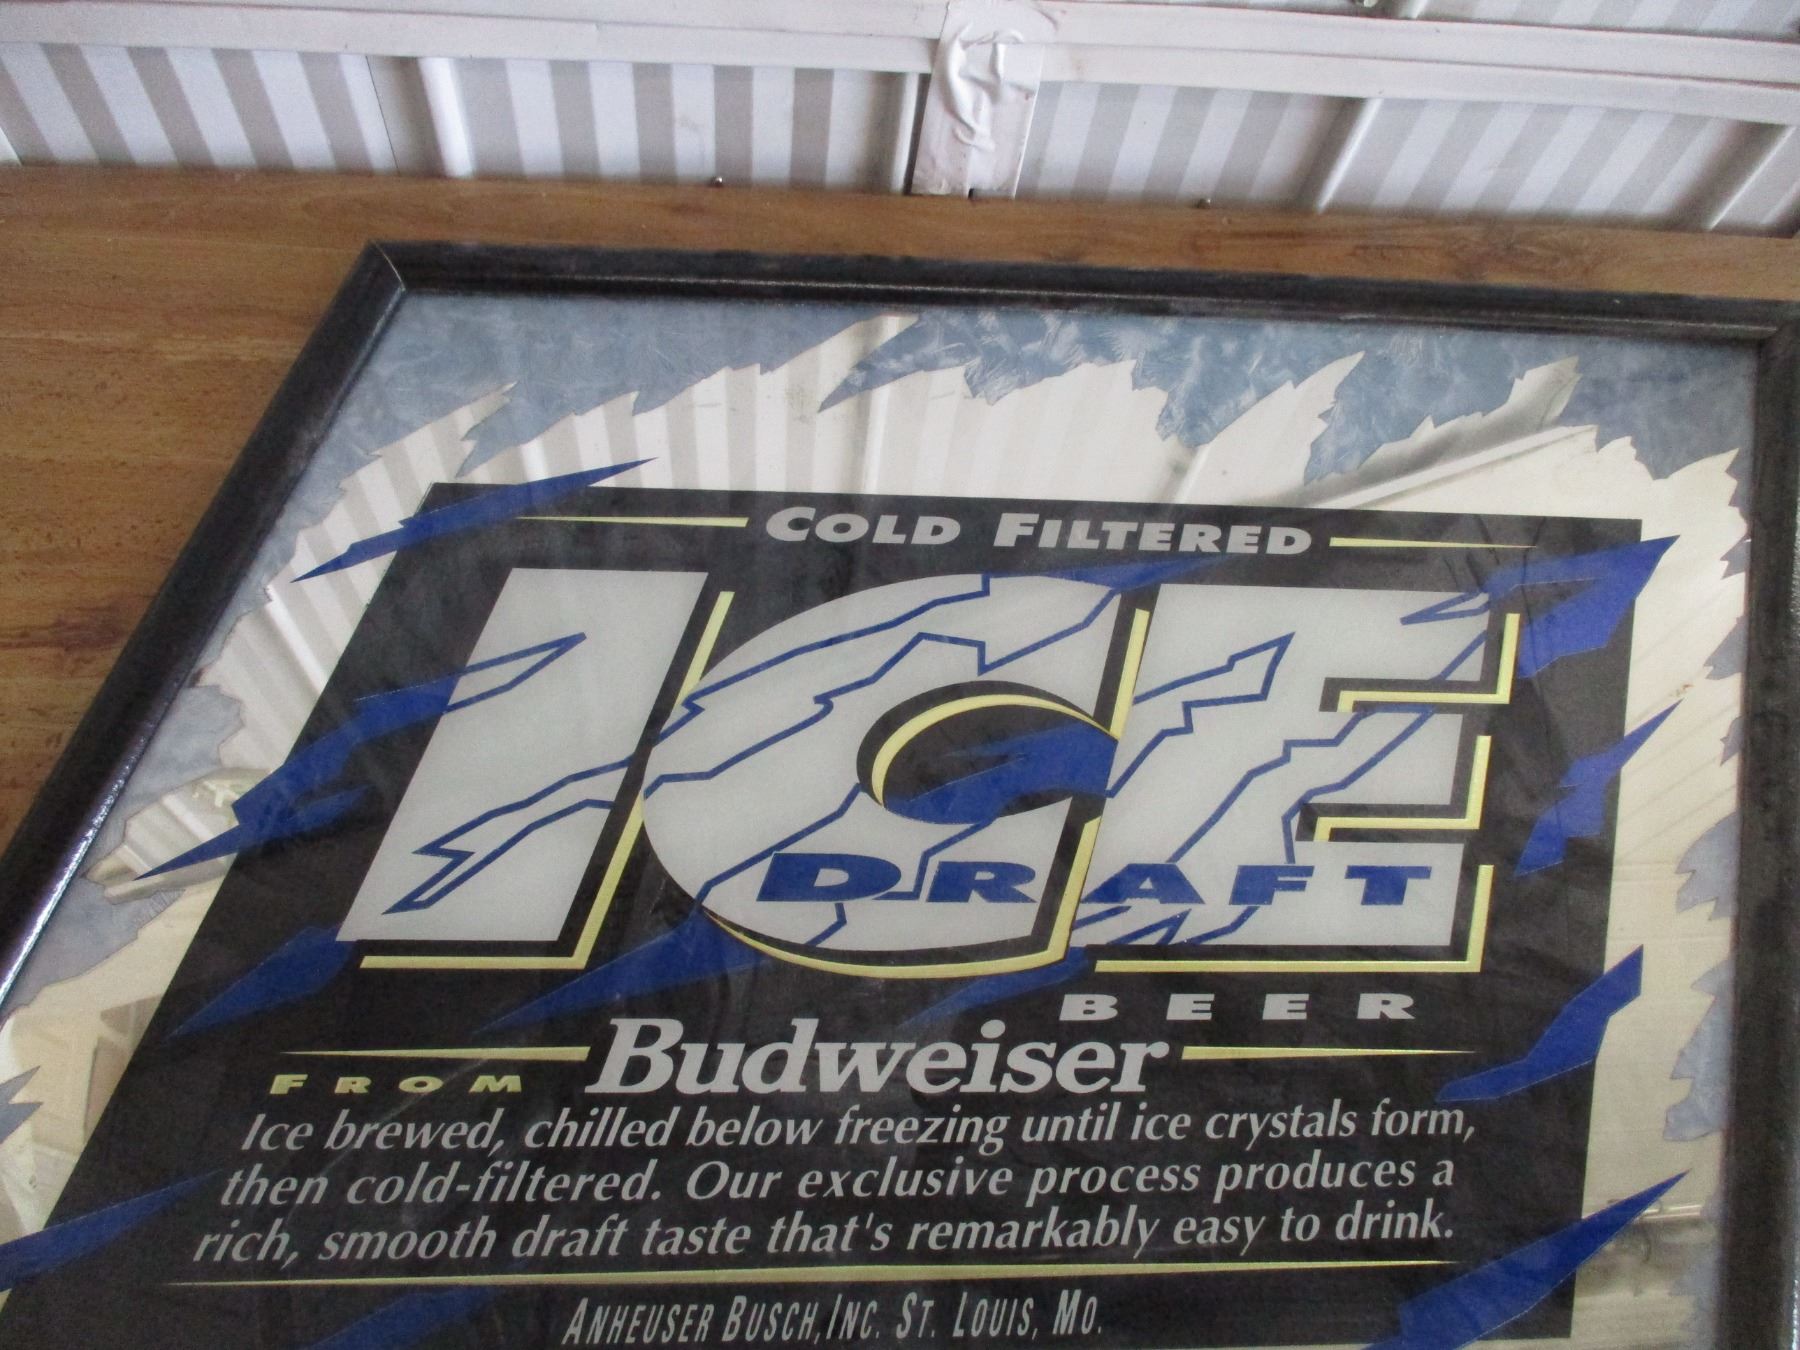 COLD FILTERED
ICE
DRAFT
BEER
FROM Budweiser
Ice brewed, chilled below freezing until ice crystals form,
then cold-filtered. Our exclusive process produces a
rich, smooth draft taste that's remarkably easy to drink.
ANHEUSER BUSCH, INC. ST. LOUIS, MO.